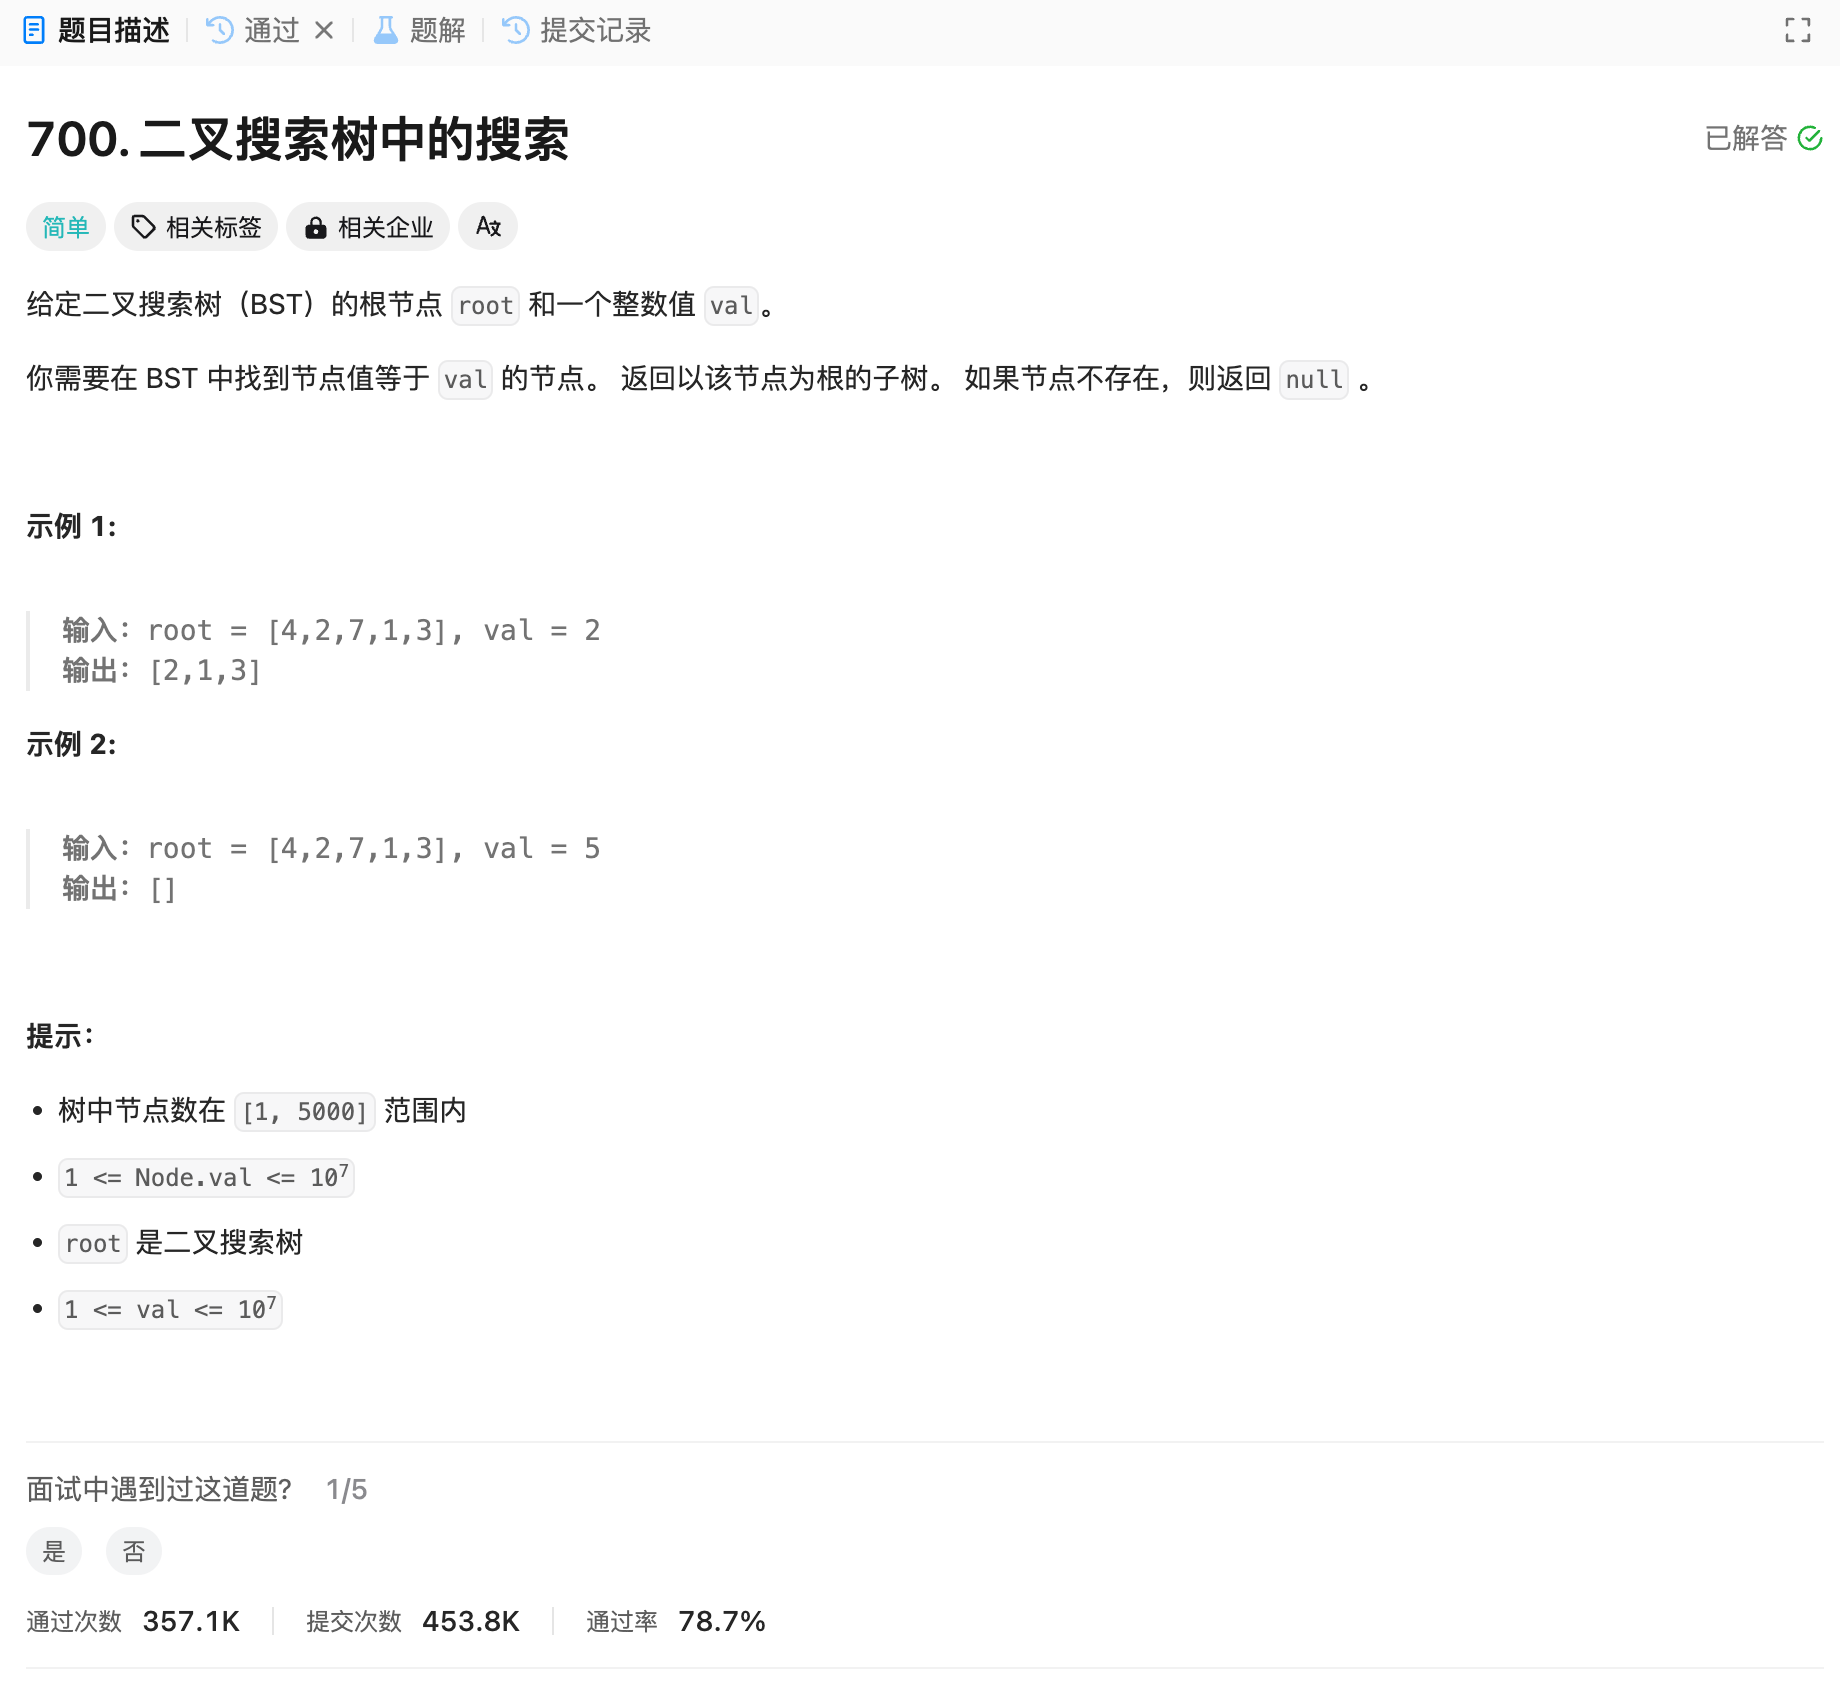 题目描述 通过 题解 提交记录
700. 二叉搜索树中的搜索
已解答
简单 相关标签 相关企业 A文
给定二叉搜索树（BST）的根节点 root 和一个整数值 val。
你需要在 BST 中找到节点值等于 val 的节点。 返回以该节点为根的子树。 如果节点不存在，则返回 null 。
示例 1:
输入：root = [4,2,7,1,3], val = 2
输出：[2,1,3]
示例 2:
输入：root = [4,2,7,1,3], val = 5
输出：[]
提示：
• 树中节点数在 [1, 5000] 范围内
• 1 <= Node.val <= 10⁷
• root 是二叉搜索树
• 1 <= val <= 10⁷
面试中遇到过这道题? 1/5
是 否
通过次数 357.1K 提交次数 453.8K 通过率 78.7%